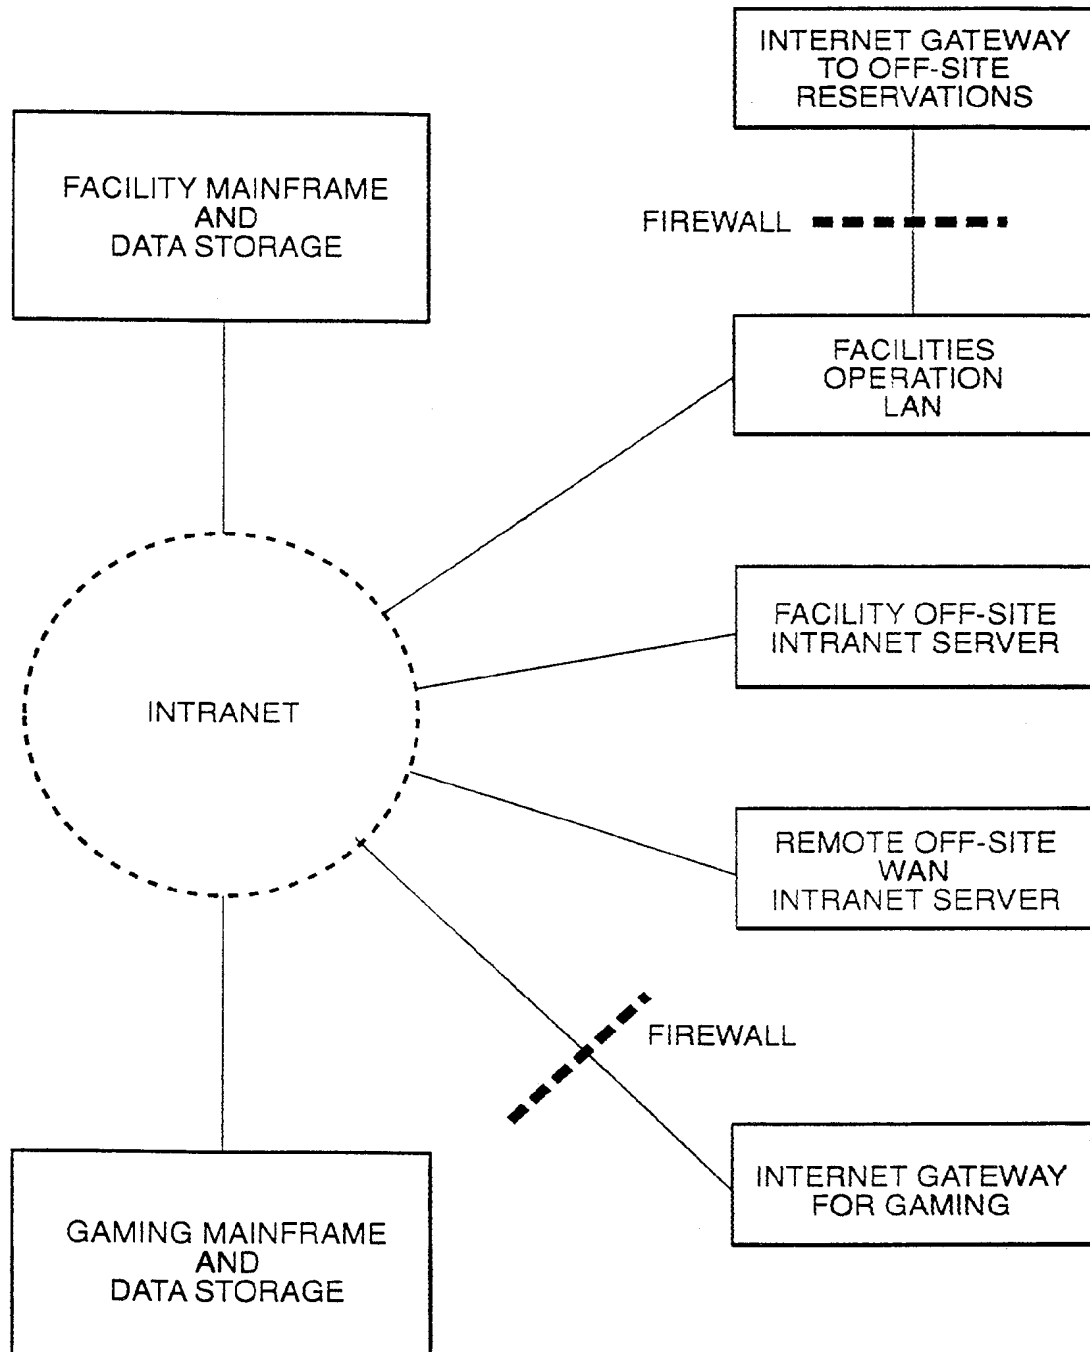 INTERNET GATEWAY
TO OFF-SITE
RESERVATIONS
FACILITY MAINFRAME
AND
DATA STORAGE
FIREWALL
FACILITIES
OPERATION
LAN
FACILITY OFF-SITE
INTRANET SERVER
INTRANET
REMOTE OFF-SITE
WAN
INTRANET SERVER
FIREWALL
INTERNET GATEWAY
FOR GAMING
GAMING MAINFRAME
AND
DATA STORAGE